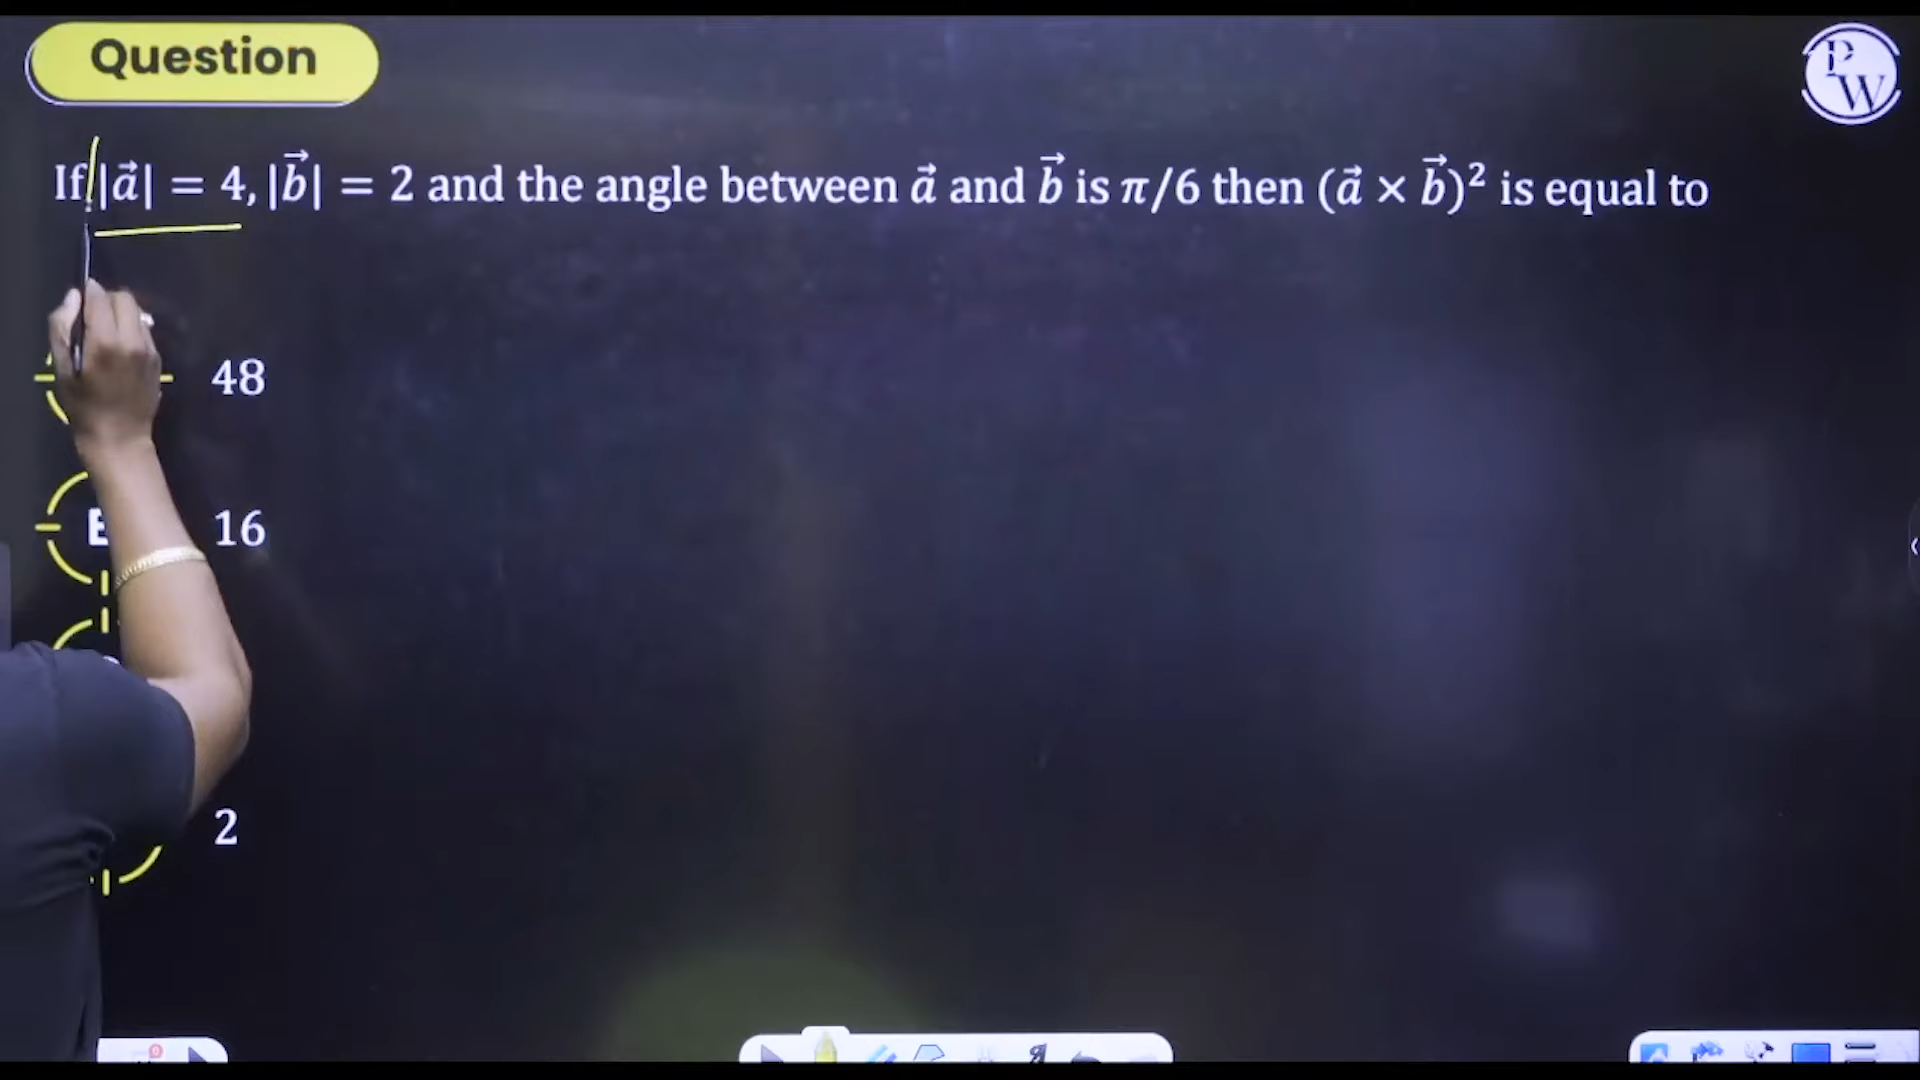 Question
PW
If |a⃗| = 4, |b⃗| = 2 and the angle between a⃗ and b⃗ is π/6 then (a⃗ × b⃗)² is equal to
48
16
2